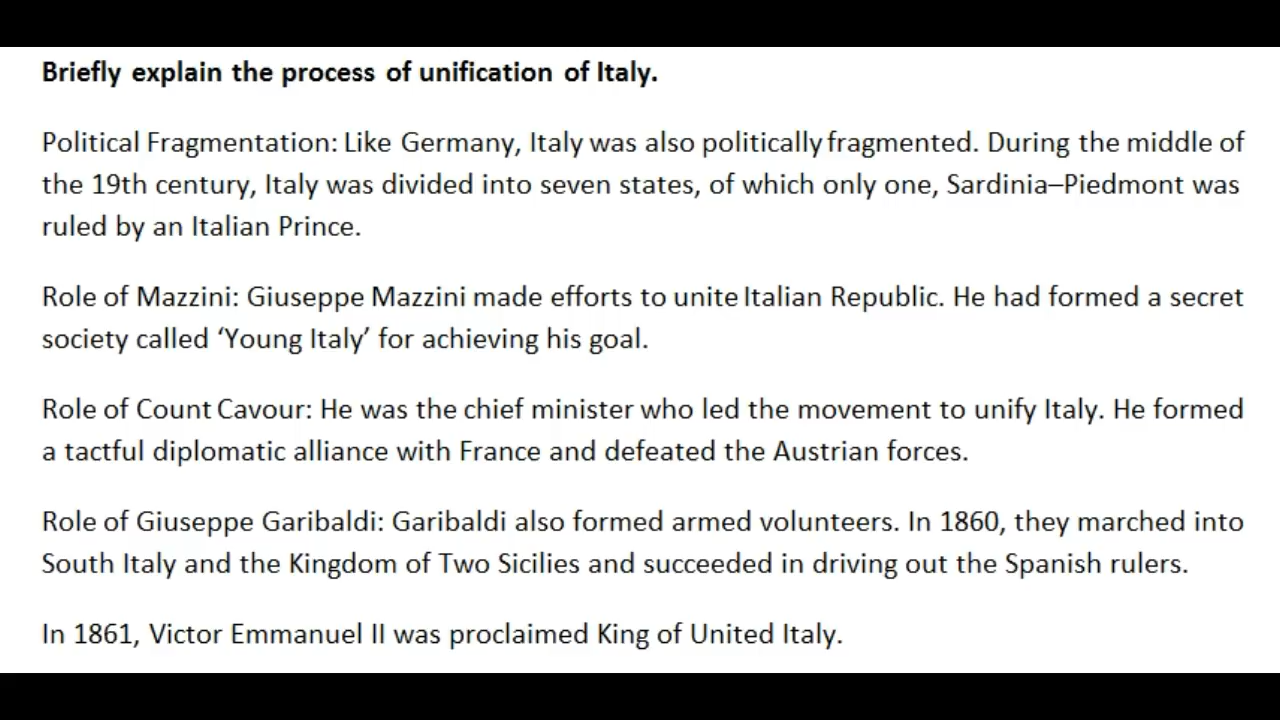 Briefly explain the process of unification of Italy.
Political Fragmentation: Like Germany, Italy was also politically fragmented. During the middle of
the 19th century, Italy was divided into seven states, of which only one, Sardinia–Piedmont was
ruled by an Italian Prince.
Role of Mazzini: Giuseppe Mazzini made efforts to unite Italian Republic. He had formed a secret
society called ‘Young Italy’ for achieving his goal.
Role of Count Cavour: He was the chief minister who led the movement to unify Italy. He formed
a tactful diplomatic alliance with France and defeated the Austrian forces.
Role of Giuseppe Garibaldi: Garibaldi also formed armed volunteers. In 1860, they marched into
South Italy and the Kingdom of Two Sicilies and succeeded in driving out the Spanish rulers.
In 1861, Victor Emmanuel II was proclaimed King of United Italy.